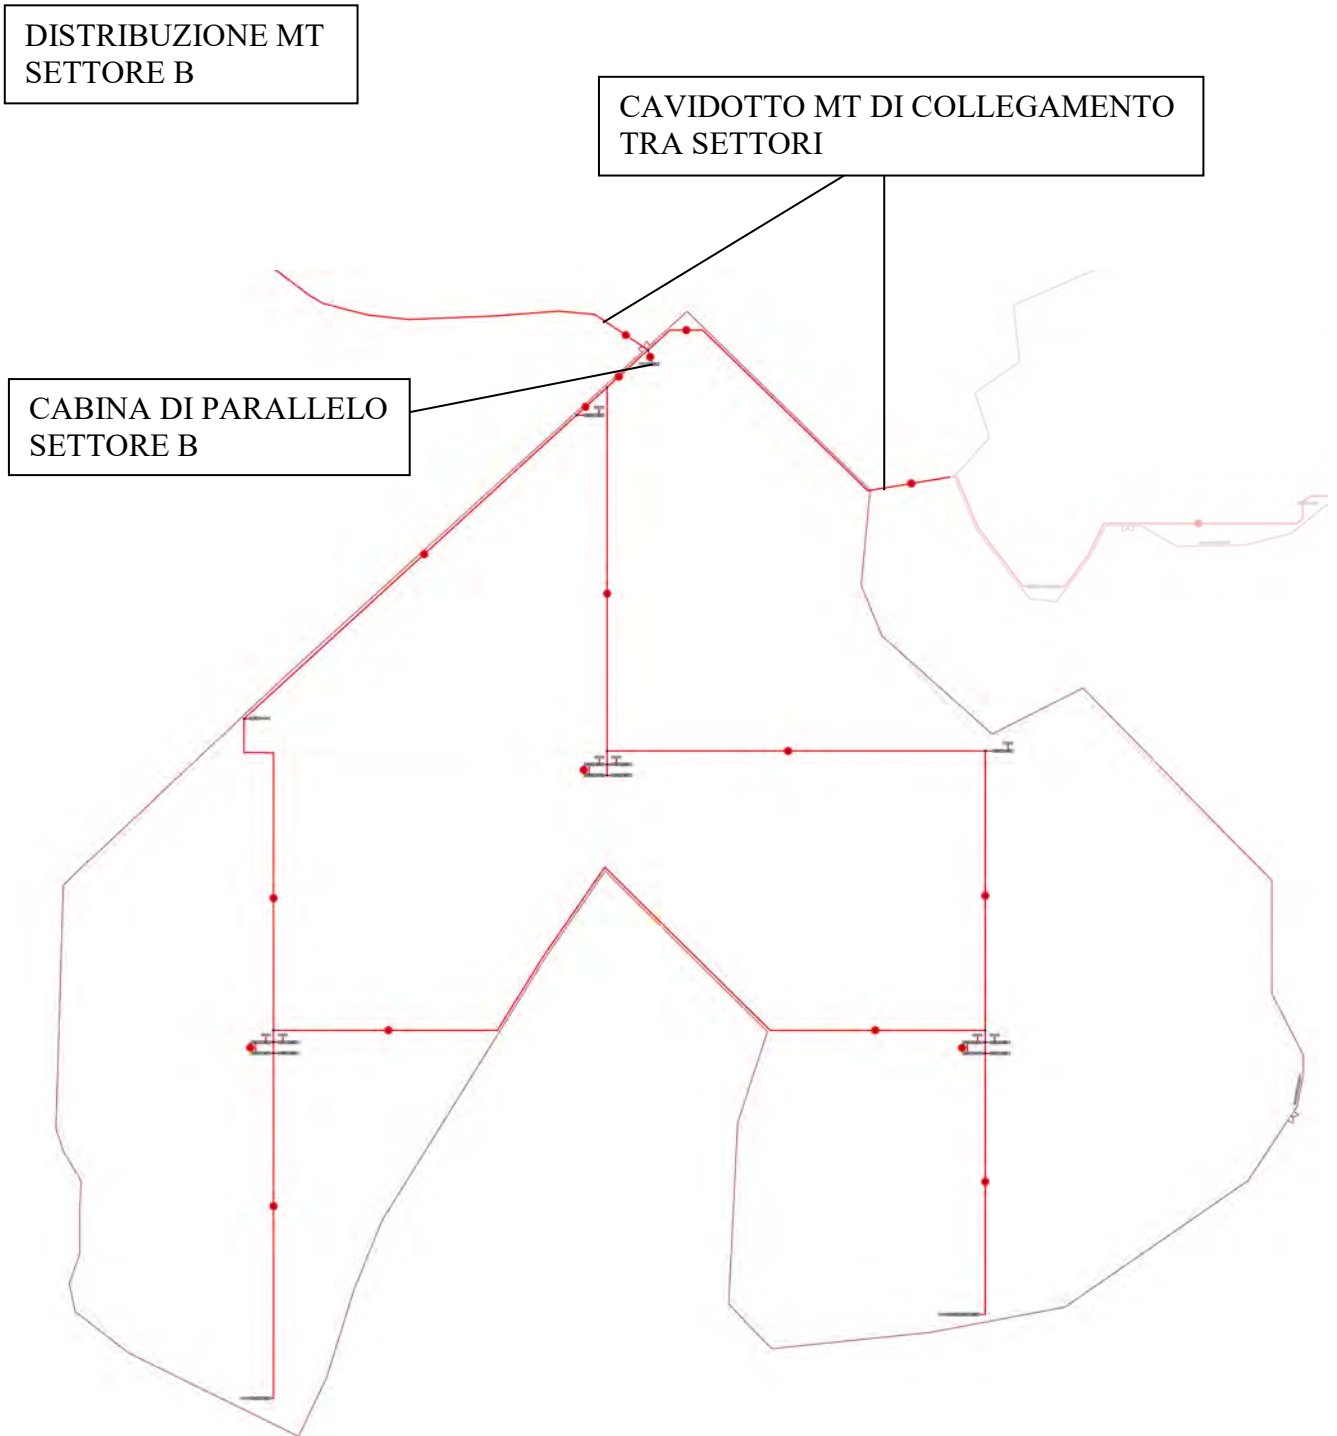 DISTRIBUZIONE MT
SETTORE B
CAVIDOTTO MT DI COLLEGAMENTO
TRA SETTORI
CABINA DI PARALLELO
SETTORE B